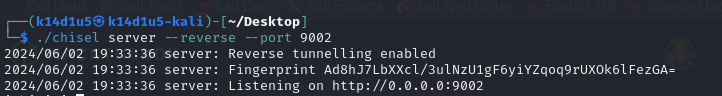 (k14d1u5㉿k14d1u5-kali)-[~/Desktop]
$ ./chisel server --reverse --port 9002
2024/06/02 19:33:36 server: Reverse tunnelling enabled
2024/06/02 19:33:36 server: Fingerprint Ad8hJ7LbXXcl/3ulNzU1gF6yiYZqoq9rUXOk6lFezGA=
2024/06/02 19:33:36 server: Listening on http://0.0.0.0:9002